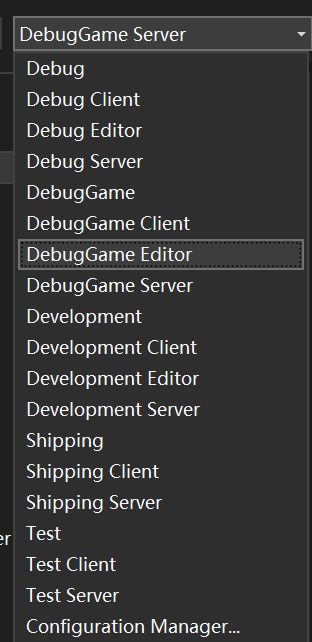 DebugGame Server
Debug
Debug Client
Debug Editor
Debug Server
DebugGame
DebugGame Client
DebugGame Editor
DebugGame Server
Development
Development Client
Development Editor
Development Server
Shipping
Shipping Client
Shipping Server
Test
er
Test Client
Test Server
Configuration Manager...